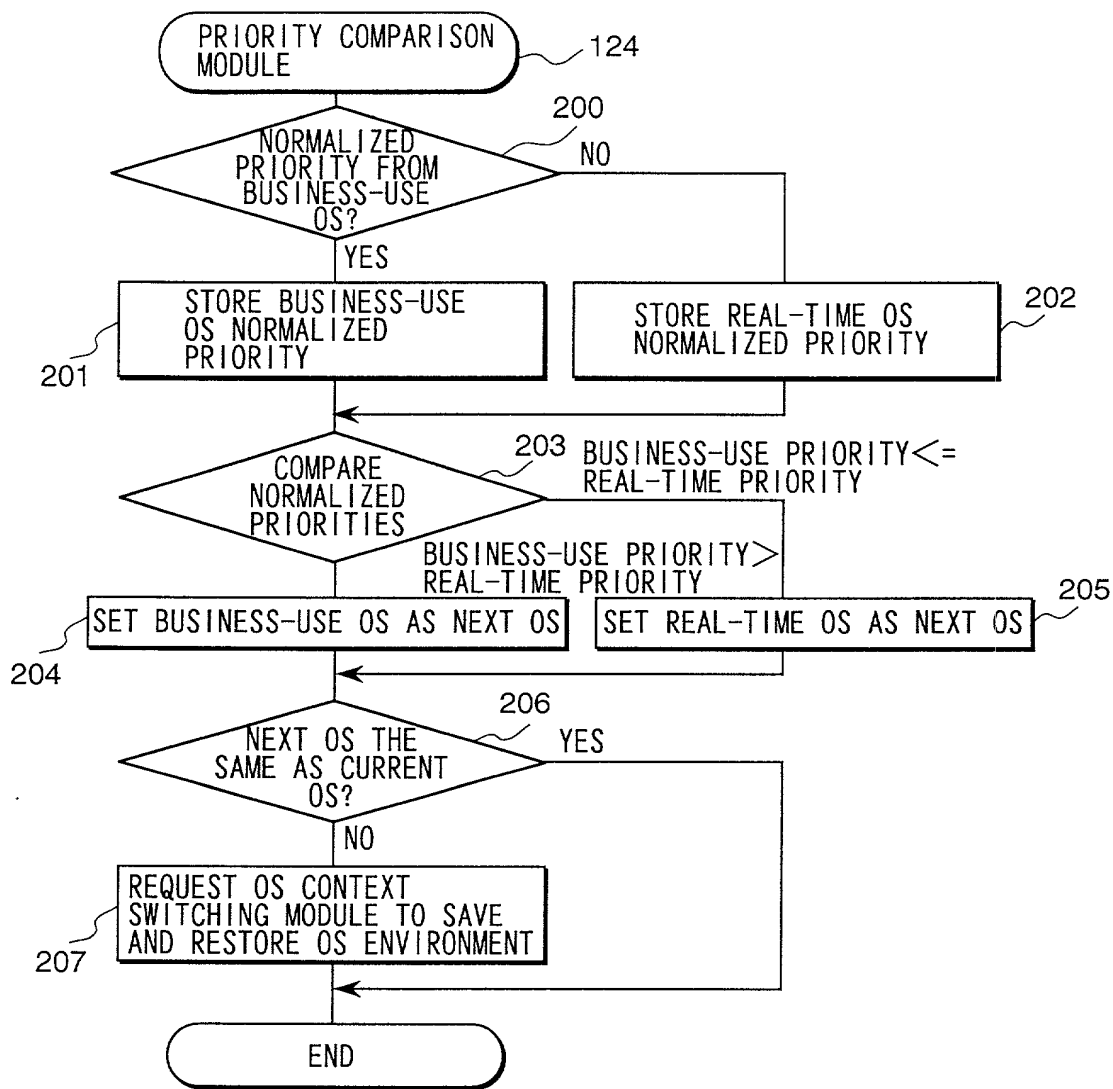 PRIORITY COMPARISON
MODULE
124
200
NORMALIZED
PRIORITY FROM
BUSINESS-USE
OS?
NO
YES
STORE BUSINESS-USE
OS NORMALIZED
PRIORITY
201
STORE REAL-TIME OS
NORMALIZED PRIORITY
202
203
COMPARE
NORMALIZED
PRIORITIES
BUSINESS-USE PRIORITY<=
REAL-TIME PRIORITY
BUSINESS-USE PRIORITY>
REAL-TIME PRIORITY
SET BUSINESS-USE OS AS NEXT OS
204
SET REAL-TIME OS AS NEXT OS
205
206
NEXT OS THE
SAME AS CURRENT
OS?
YES
NO
REQUEST OS CONTEXT
SWITCHING MODULE TO SAVE
AND RESTORE OS ENVIRONMENT
207
END